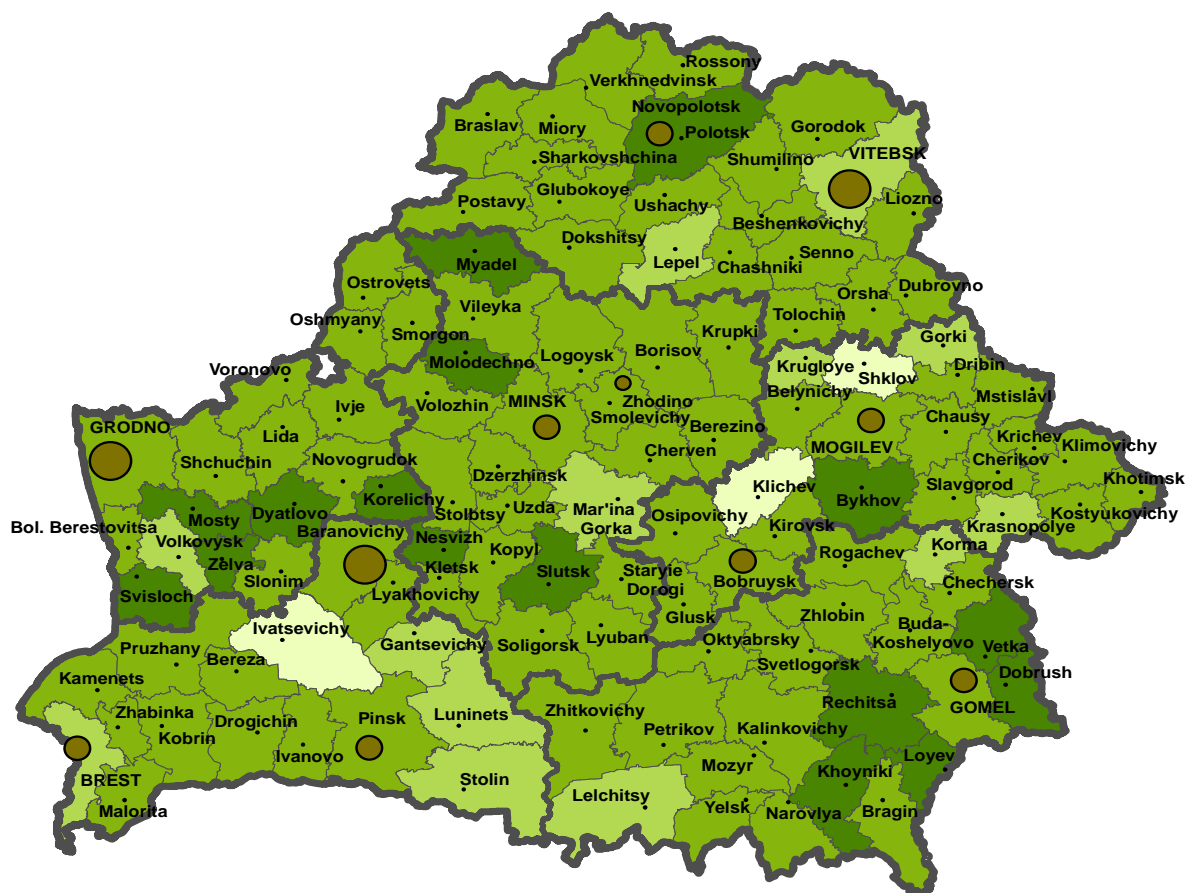 Rossony
Verkhnedvinsk
Novopolotsk
Braslav
Miory
Polotsk
Gorodok
Sharkovshchina
Shumilino
VITEBSK
Glubokoye
Postavy
Ushachy
Liozno
Beshenkovichy
Dokshitsy
Myadel
Lepel
Chashniki
Senno
Ostrovets
Orsha
Dubrovno
Vileyka
Oshmyany
Smorgon
Tolochin
Krupki
Gorki
Logoysk
Borisov
Molodechno
Krugloye
Shklov
Dribin
Voronovo
Belynichy
Mstislavl
Volozhin
MINSK
Zhodino
Smolevichy
Ivje
Chausy
GRODNO
Lida
Berezino
MOGILEV
Krichev
Klimovichy
Shchuchin
Novogrudok
Cherven
Cherikov
Dzerzhinsk
Khotimsk
Klichev
Slavgorod
Korelichy
Bykhov
Mosty
Dyatlovo
Stolbtsy
Uzda
Mar'ina
Gorka
Osipovichy
Kostyukovichy
Bol. Berestovitsa
Baranovichy
Kirovsk
Krasnopolye
Volkovysk
Nesvizh
Kopyl
Rogachev
Korma
Zelva
Kletsk
Slutsk
Staryie
Dorogi
Bobruysk
Slonim
Chechersk
Svisloch
Lyakhovichy
Zhlobin
Glusk
Buda-
Koshelyovo
Ivatsevichy
Gantsevichy
Soligorsk
Lyuban
Oktyabrsky
Vetka
Pruzhany
Bereza
Svetlogorsk
Dobrush
Kamenets
Rechitsa
GOMEL
Zhabinka
Drogichin
Pinsk
Luninets
Zhitkovichy
Petrikov
Kalinkovichy
Kobrin
Ivanovo
Loyev
Mozyr
Khoyniki
BREST
Stolin
Lelchitsy
Malorita
Yelsk
Narovlya
Bragin